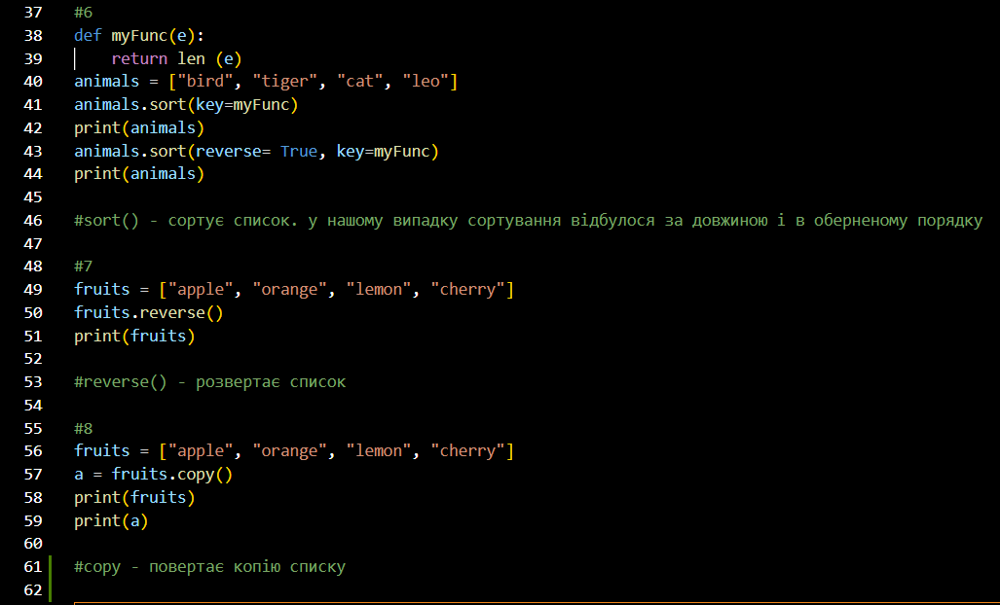 37 #6
38 def myFunc(e):
39     return len (e)
40 animals = ["bird", "tiger", "cat", "leo"]
41 animals.sort(key=myFunc)
42 print(animals)
43 animals.sort(reverse= True, key=myFunc)
44 print(animals)
45
46 #sort() - сортує список. у нашому випадку сортування відбулося за довжиною і в оберненому порядку
47
48 #7
49 fruits = ["apple", "orange", "lemon", "cherry"]
50 fruits.reverse()
51 print(fruits)
52
53 #reverse() - розвертає список
54
55 #8
56 fruits = ["apple", "orange", "lemon", "cherry"]
57 a = fruits.copy()
58 print(fruits)
59 print(a)
60
61 #copy - повертає копію списку
62